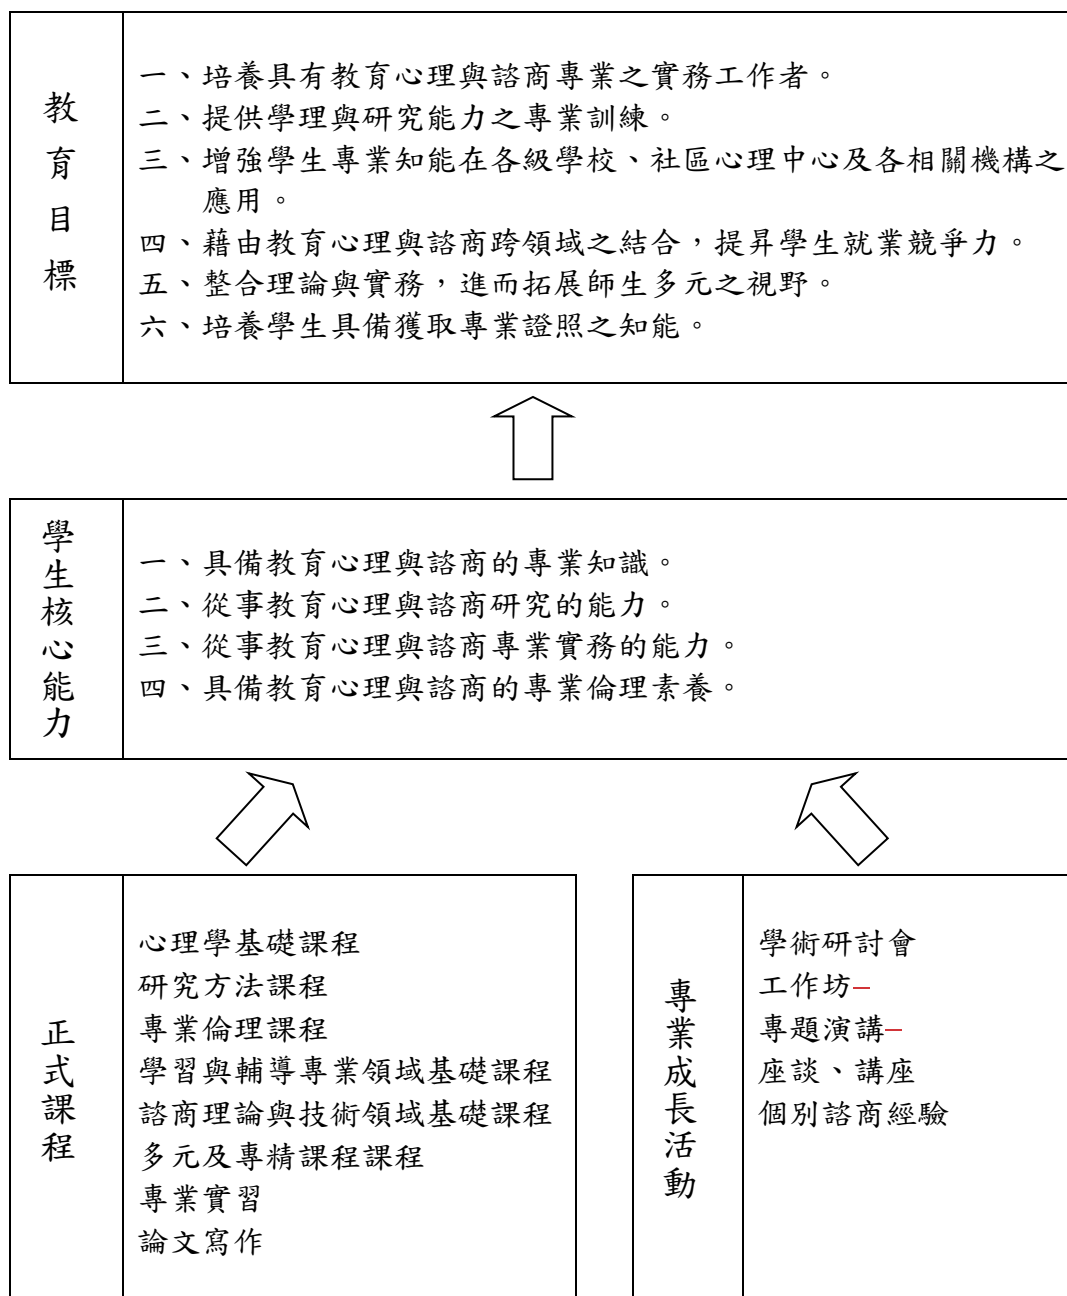 教育目標
一、培養具有教育心理與諮商專業之實務工作者。
二、提供學理與研究能力之專業訓練。
三、增強學生專業知能在各級學校、社區心理中心及各相關機構之
應用。
四、藉由教育心理與諮商跨領域之結合，提昇學生就業競爭力。
五、整合理論與實務，進而拓展師生多元之視野。
六、培養學生具備獲取專業證照之知能。
學生核心能力
一、具備教育心理與諮商的專業知識。
二、從事教育心理與諮商研究的能力。
三、從事教育心理與諮商專業實務的能力。
四、具備教育心理與諮商的專業倫理素養。
正式課程
心理學基礎課程
研究方法課程
專業倫理課程
學習與輔導專業領域基礎課程
諮商理論與技術領域基礎課程
多元及專精課程課程
專業實習
論文寫作
專業成長活動
學術研討會
工作坊
專題演講
座談、講座
個別諮商經驗